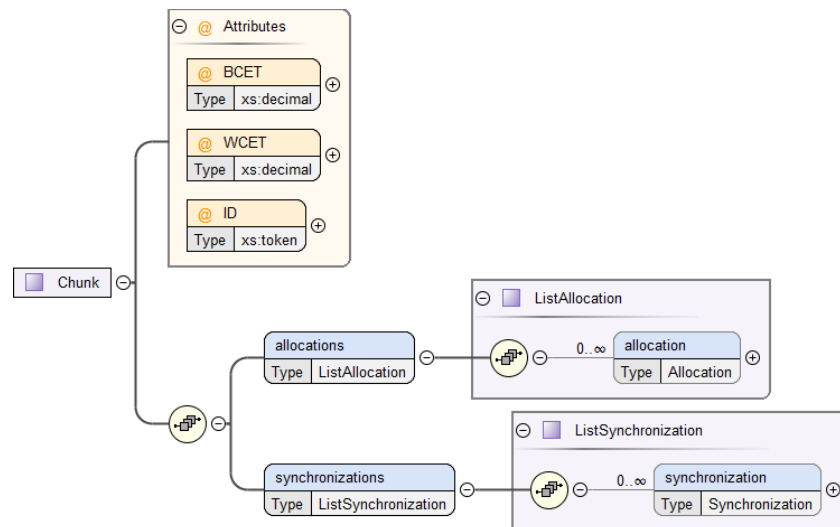 @ Attributes
@ BCET
Type xs:decimal
@ WCET
Type xs:decimal
@ ID
Type xs:token
Chunk
ListAllocation
allocations
Type ListAllocation
0..∞
allocation
Type Allocation
ListSynchronization
synchronizations
Type ListSynchronization
0..∞
synchronization
Type Synchronization